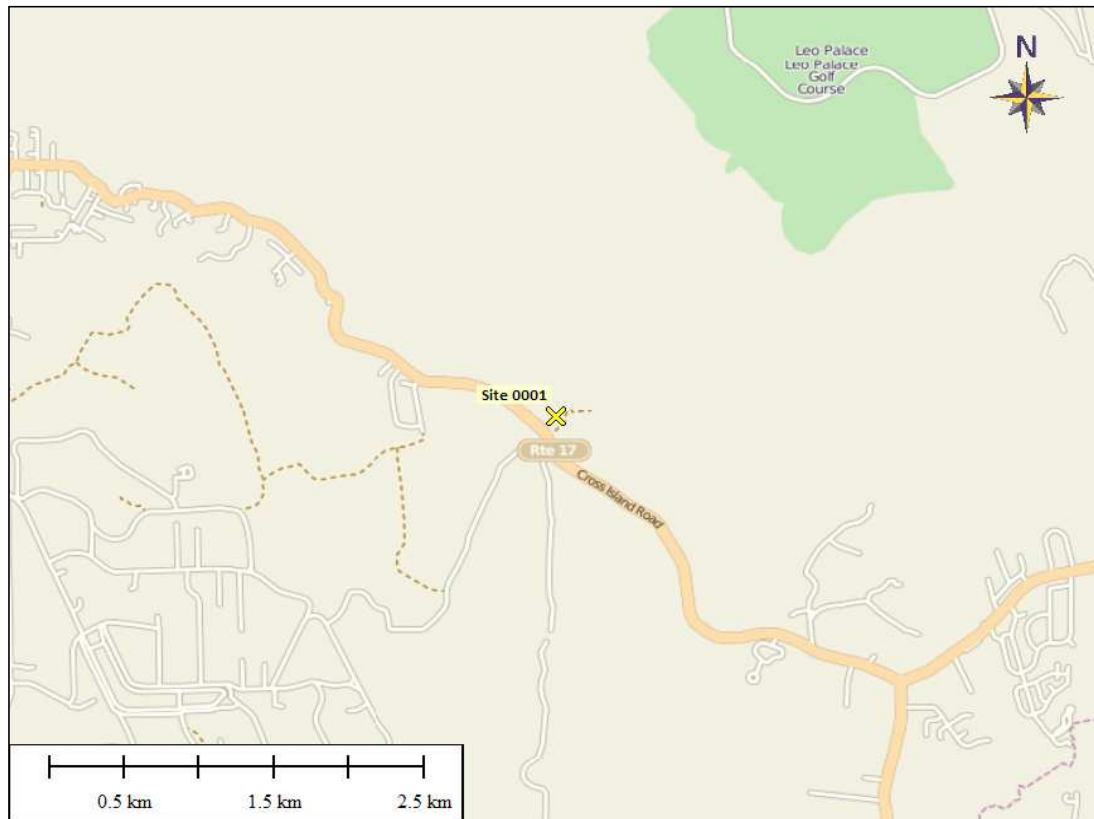 Leo Palace
Leo Palace
Golf
Course
N
Site 0001
Rte 17
Cross Island Road
0.5 km
1.5 km
2.5 km